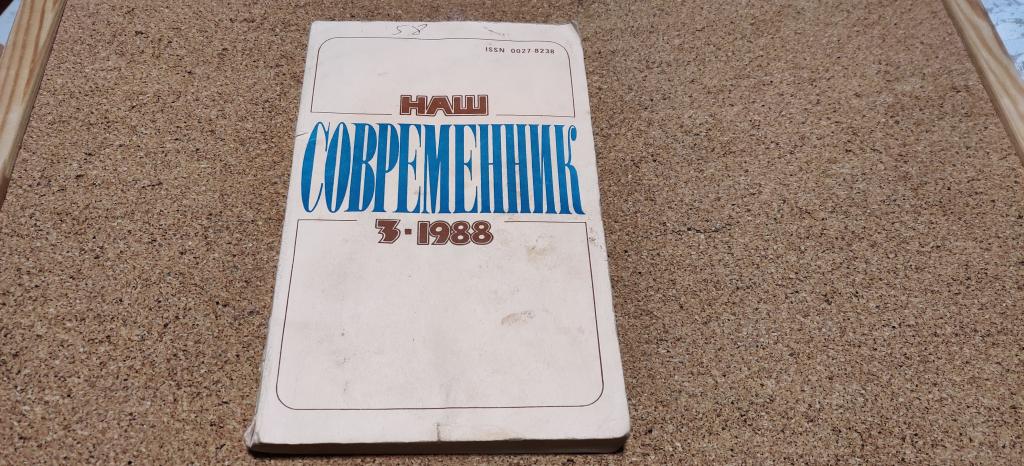 58
ISSN 0027-8238
НАШ
СОВРЕМЕННИК
3·1988